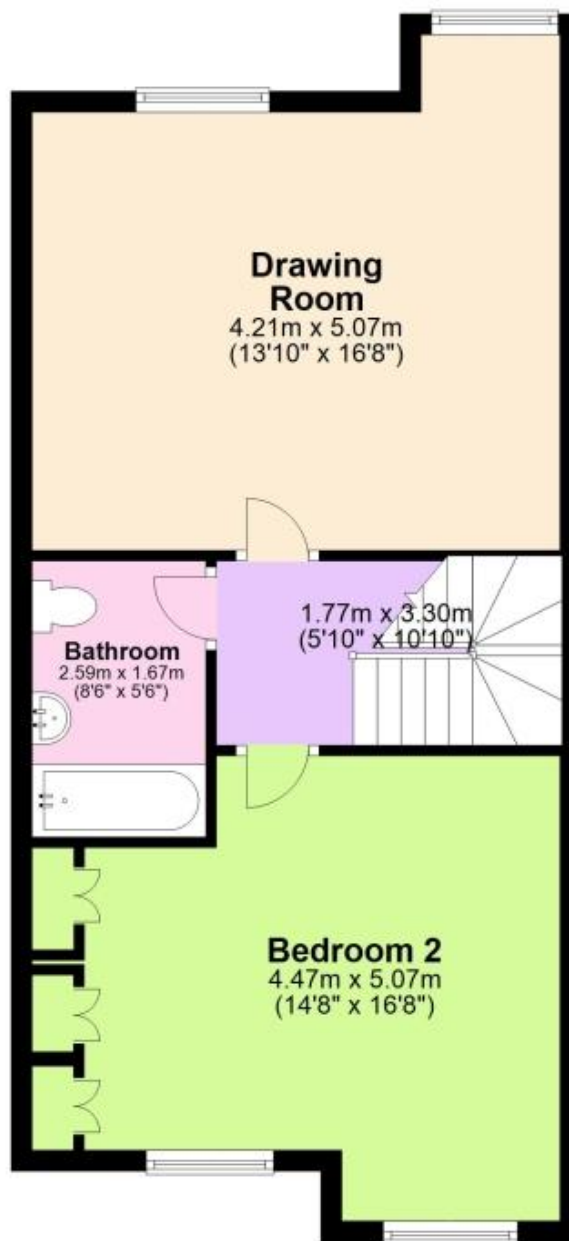 Drawing
Room
4.21m x 5.07m
(13'10" x 16'8")
1.77m x 3.30m
(5'10" x 10'10")
Bathroom
2.59m x 1.67m
(8'6" x 5'6")
Bedroom 2
4.47m x 5.07m
(14'8" x 16'8")